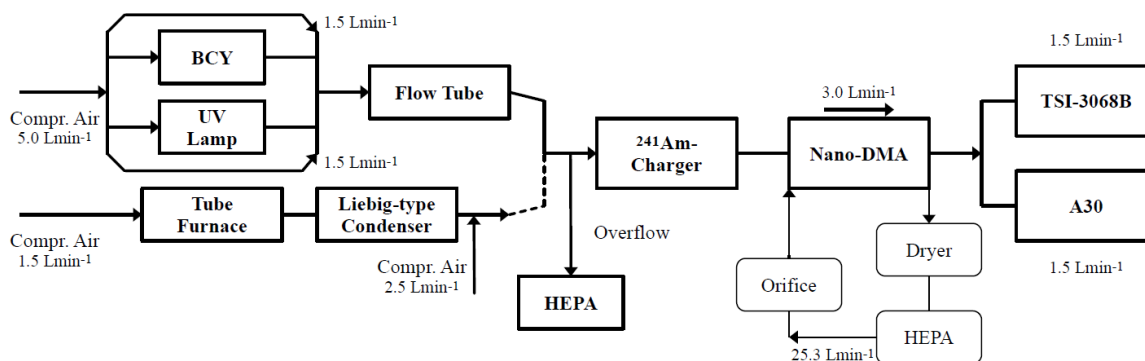 1.5 Lmin-1
BCY
UV
Lamp
Compr. Air
5.0 Lmin-1
1.5 Lmin-1
Flow Tube
Tube
Furnace
Liebig-type
Condenser
Compr. Air
1.5 Lmin-1
Compr. Air
2.5 Lmin-1
Overflow
HEPA
241Am-
Charger
3.0 Lmin-1
Nano-DMA
Dryer
Orifice
HEPA
25.3 Lmin-1
1.5 Lmin-1
TSI-3068B
A30
1.5 Lmin-1